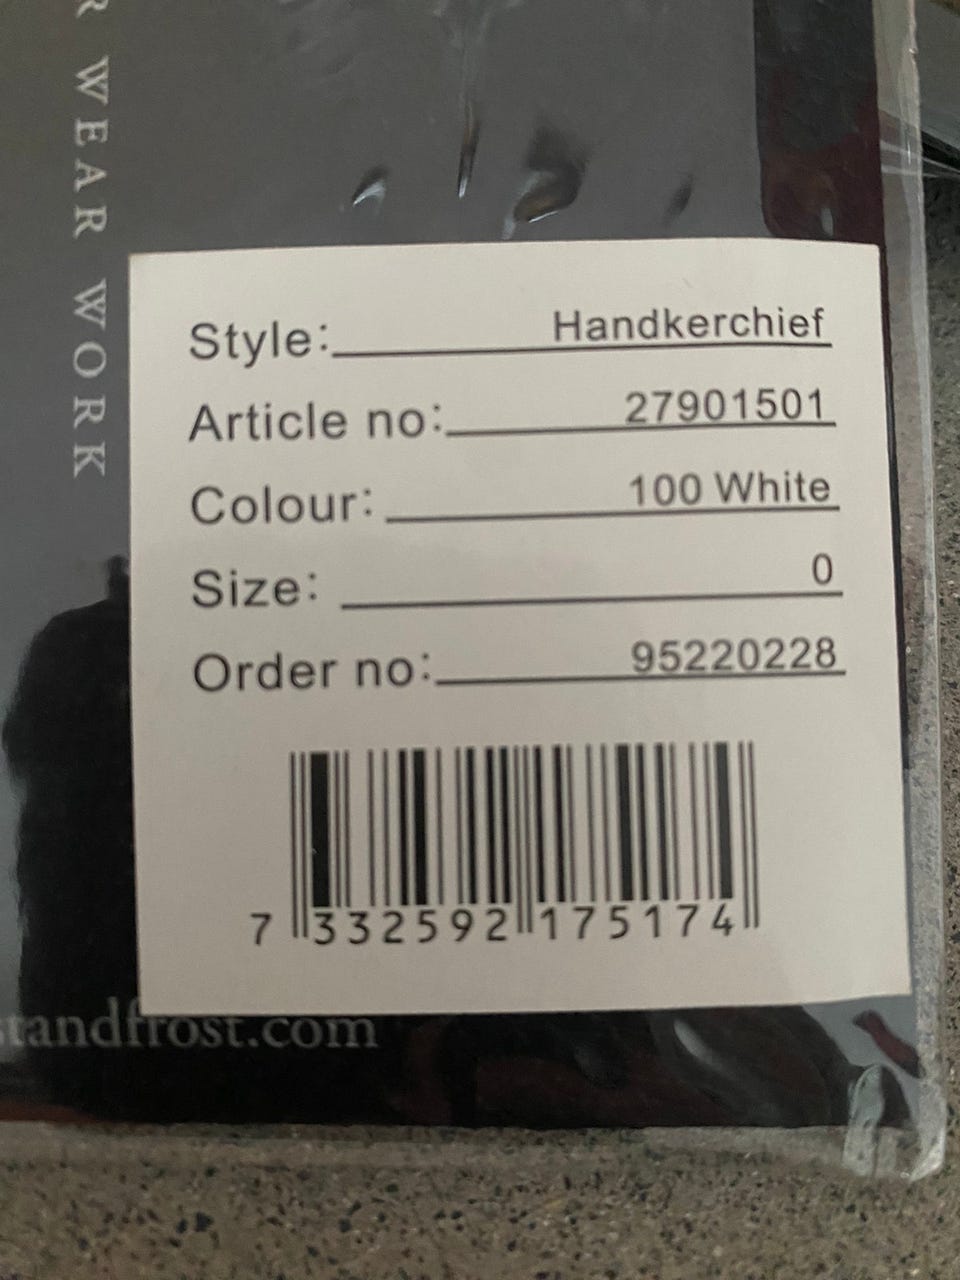 WEAR WORK
Style: Handkerchief
Article no: 27901501
Colour: 100 White
Size: 0
Order no: 95220228
7 332592 175174
tandfrost.com